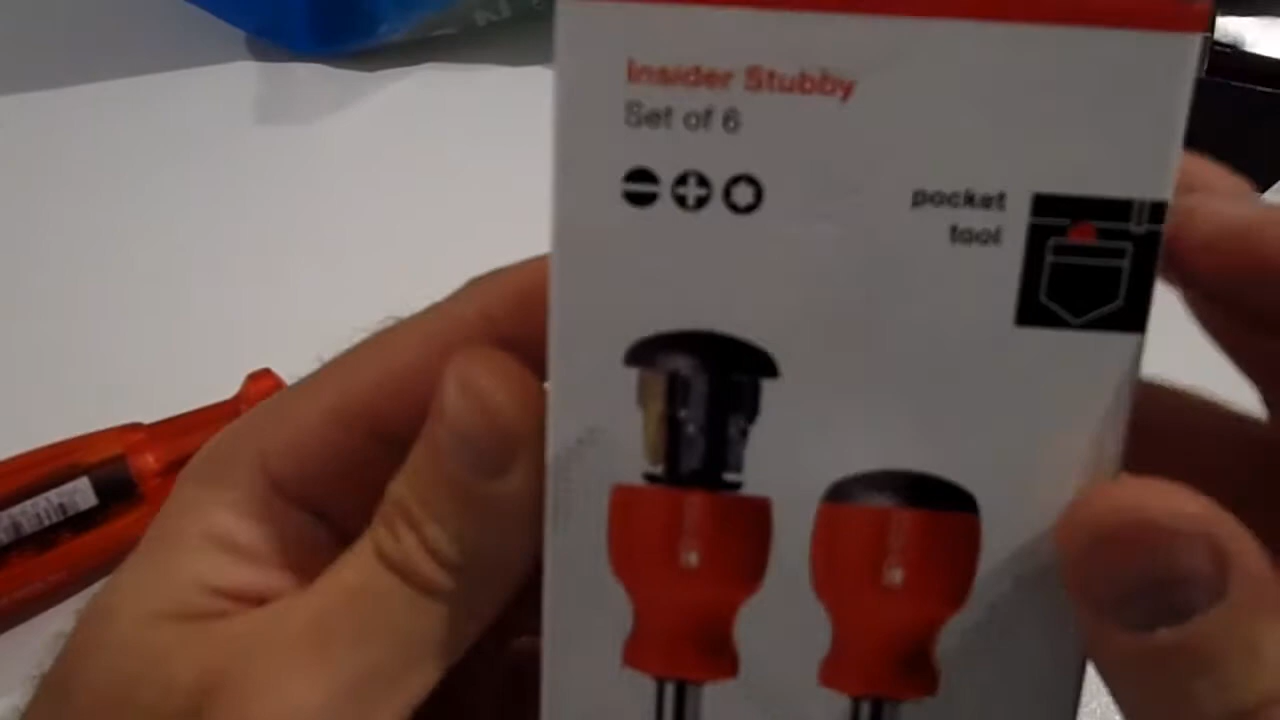 Insider Stubby
Set of 6
pocket
tool